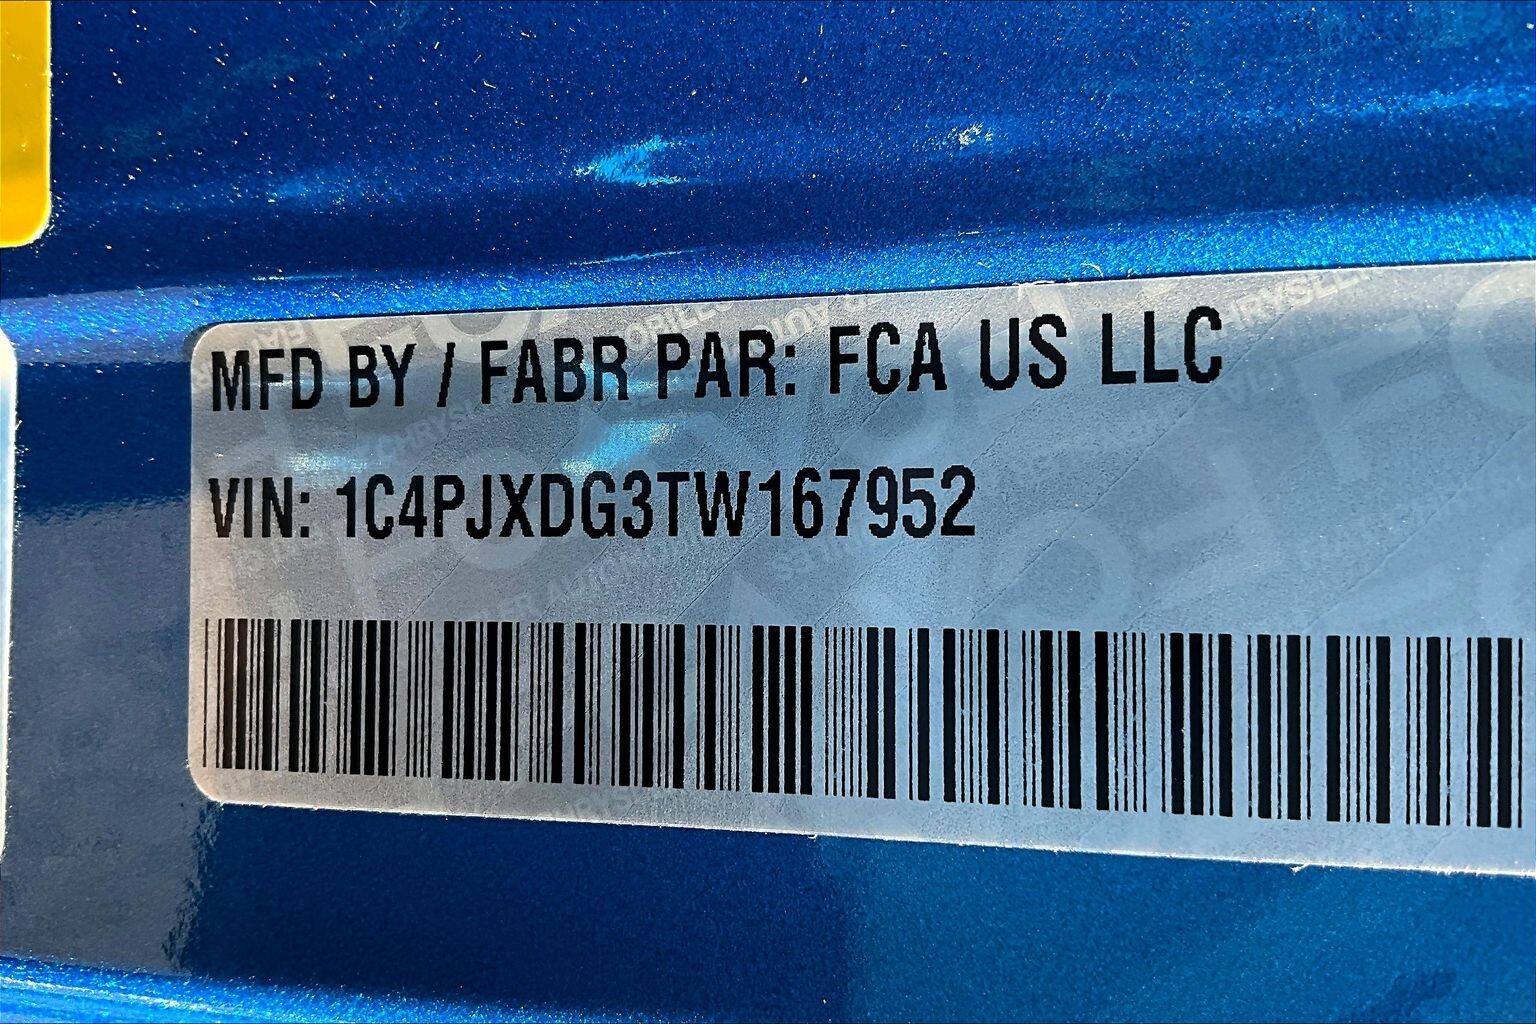 MFD BY / FABR PAR: FCA US LLC
VIN: 1C4PJXDG3TW167952